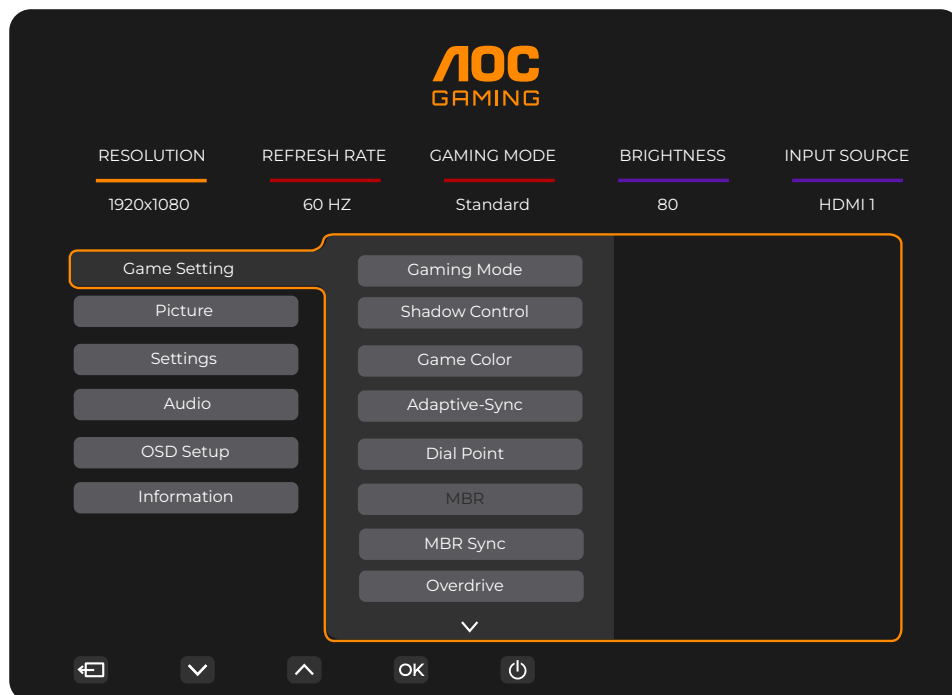 AOC
GAMING
RESOLUTION REFRESH RATE GAMING MODE BRIGHTNESS INPUT SOURCE
1920x1080 60 HZ Standard 80 HDMI 1
Game Setting
Picture
Settings
Audio
OSD Setup
Information
Gaming Mode
Shadow Control
Game Color
Adaptive-Sync
Dial Point
MBR
MBR Sync
Overdrive
OK